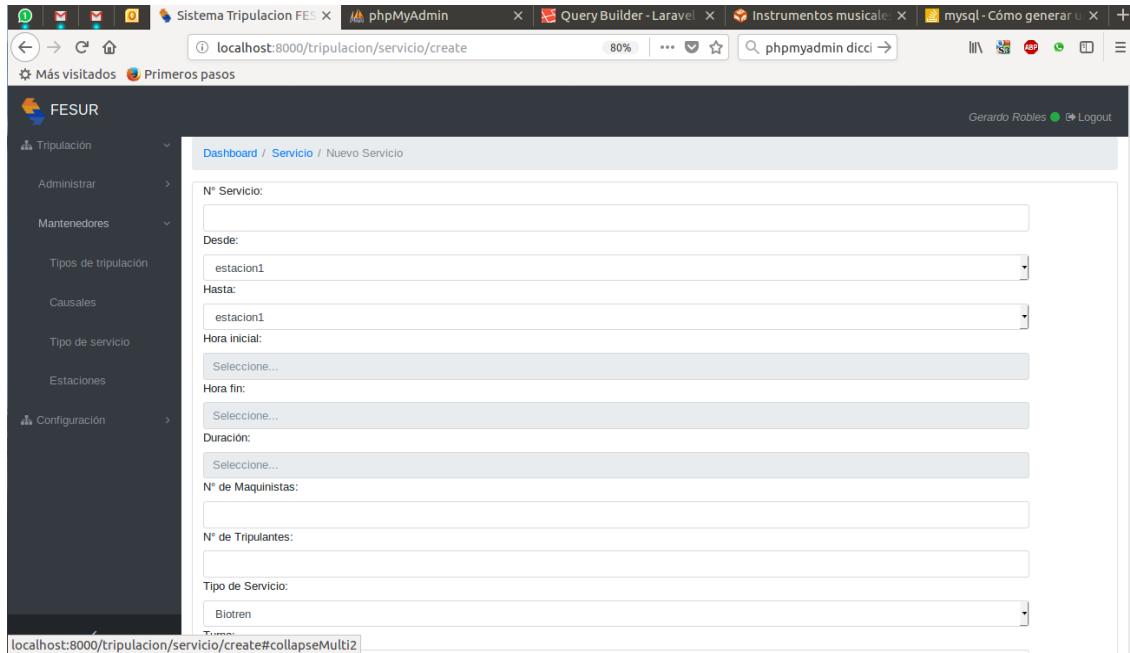 Sistema Tripulacion FES
phpMyAdmin
Query Builder - Laravel
Instrumentos musicale
mysql - Cómo generar u
localhost:8000/tripulacion/servicio/create
80%
phpmyadmin dicci
ABP
Más visitados
Primeros pasos
FESUR
Gerardo Robles
Logout
Tripulación
Administrar
Mantenedores
Tipos de tripulación
Causales
Tipo de servicio
Estaciones
Configuración
Dashboard / Servicio / Nuevo Servicio
N° Servicio:
Desde:
estacion1
Hasta:
estacion1
Hora inicial:
Seleccione...
Hora fin:
Seleccione...
Duración:
Seleccione...
N° de Maquinistas:
N° de Tripulantes:
Tipo de Servicio:
Biotren
localhost:8000/tripulacion/servicio/create#collapseMulti2